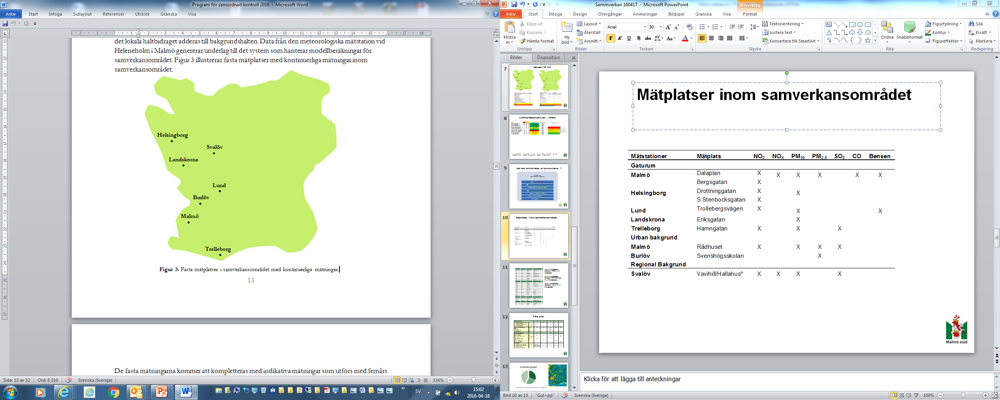 Program för samordnad kontroll 2016 - Microsoft Word
Arkiv Start Infoga Sidlayout Referenser Utskick Granska Visa
det lokala haltbidraget adderas till bakgrundshalten. Data från den meteorologiska mätstation vid
Heleneholm i Malmö genererar underlag till det system som hanterar modellberäkningar för
samverkansområdet. Figur 3 illustrerar fasta mätplatser med kontinuerliga mätningar inom
samverkansområdet.
Helsingborg
Svalöv
Landskrona
Lund
Burlöv
Malmö
Trelleborg
Figur 3. Fasta mätplatser i samverkansområdet med kontinuerliga mätningar.
13
De fasta mätningarna kommer att kompletteras med indikativa mätningar som utförs med femårs
Sida: 13 av 32 Ord: 8 310 Svenska (Sverige) 116%
SV 15:02
2016-04-18
Sammverkan 160417 - Microsoft PowerPoint
Ritverktyg
Arkiv Start Infoga Design Övergångar Animeringar Bildspel Granska Visa Format
Klistra in Klipp ut
Kopiera
Hämta format
Urklipp
Ny bild Layout
Återställ
Avsnitt
Bilder
Arial 30
F K U S abc AV Aa A
Tecken
Textorientering
Justera text
Konvertera till SmartArt
Stycke
Ordna Snabbformat
Figurfyllning
Kontur
Figureffekter
Rita
Sök
Ersätt
Markera
Redigering
Bilder Disposition
7
Bensen/PM 2.5
8
Luftkvalitetssituationen i Skåne
9
Vad ska kontrolleras av kommunerna ?
10
Mätplatser inom samverkansområdet
11
12
5 års plan
13
Mätplatser inom samverkansområdet
Mätstationer Mätplats NO2 NOX PM10 PM2,5 SO2 CO Bensen
Gaturum
Malmö Dalaplan X X X X X X
Bergsgatan X
Helsingborg Drottninggatan X X
S Stenbocksgatan X
Lund Trollebergsvägen X X X
Landskrona Eriksgatan X
Trelleborg Hamngatan X X X
Urban bakgrund
Malmö Rådhuset X X X X
Burlöv Svenshögsskolan X
Regional Bakgrund
Svalöv Vavihill/Hallahus* X X X X
Malmö stad
Klicka för att lägga till anteckningar
Bild 10 av 15 "Gul+pp" Svenska (Sverige) 100%